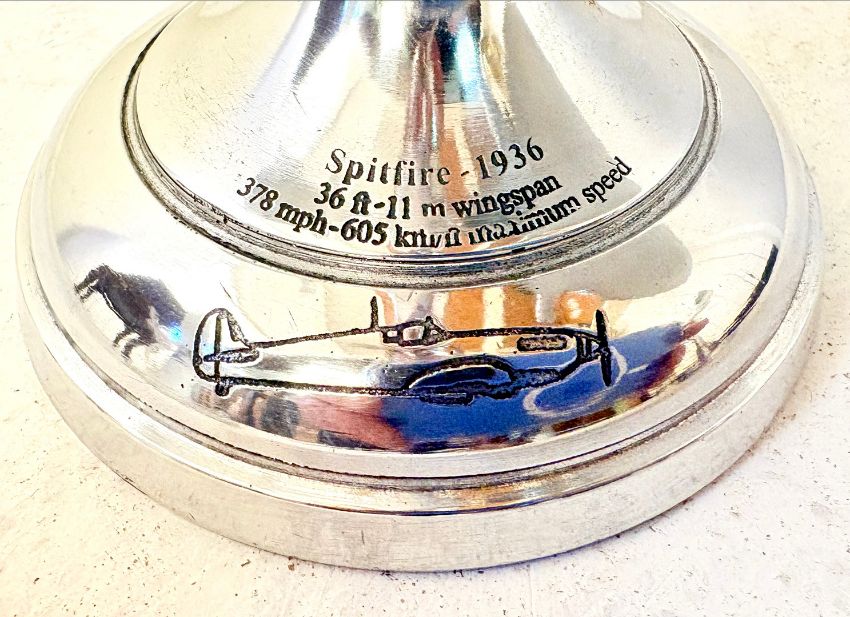 Spitfire - 1936
36 ft-11 m wingspan
378 mph-605 km/h maximum speed